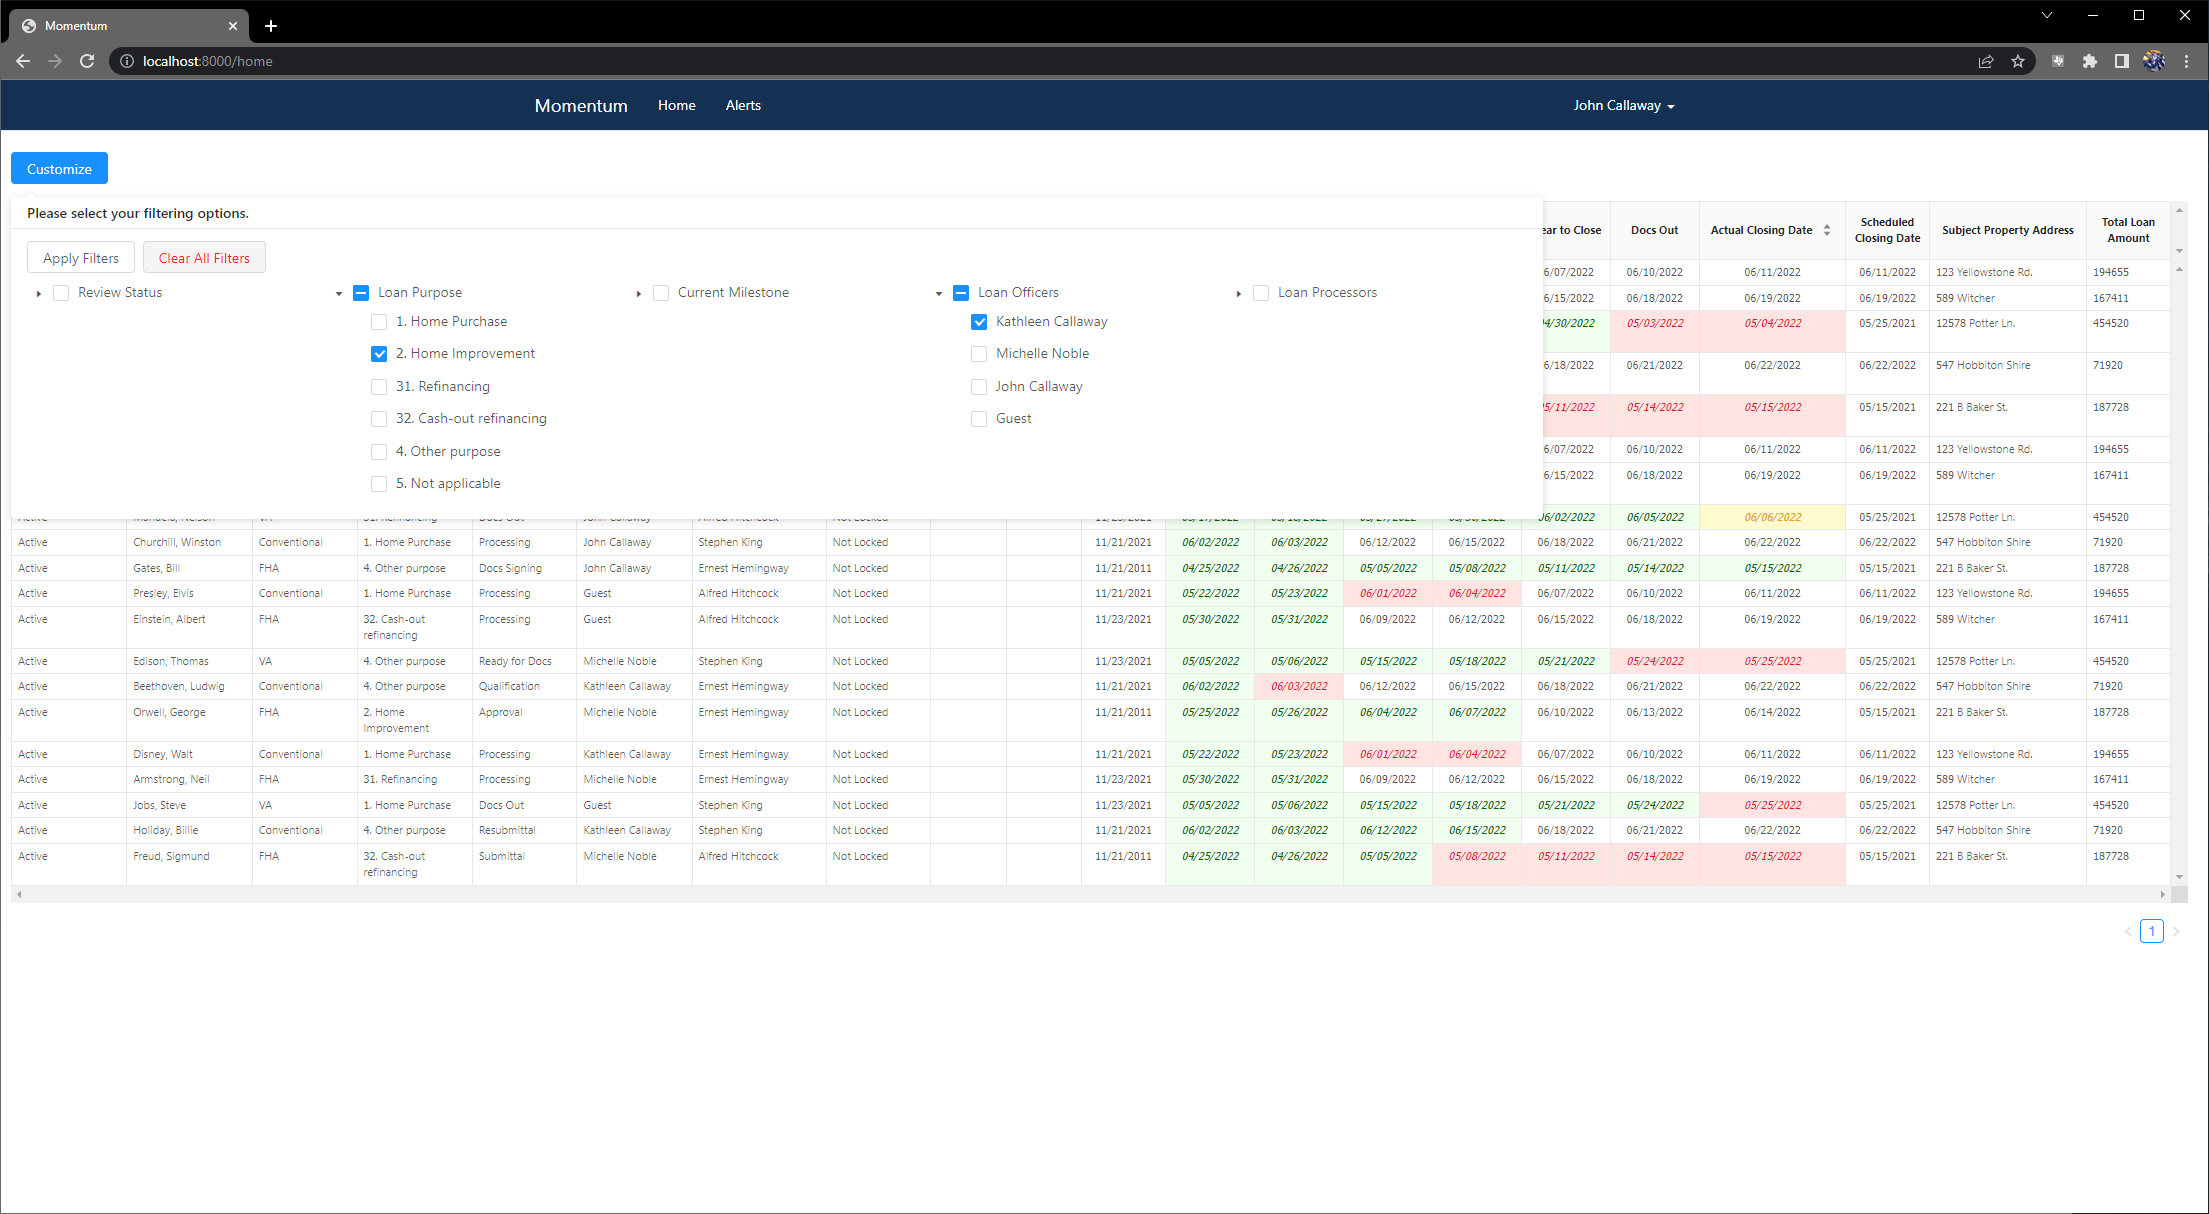 Momentum
localhost:8000/home
Momentum Home Alerts John Callaway
Customize
Please select your filtering options.
Apply Filters Clear All Filters
Review Status Loan Purpose Current Milestone Loan Officers Loan Processors
1. Home Purchase Kathleen Callaway
2. Home Improvement Michelle Noble
31. Refinancing John Callaway
32. Cash-out refinancing Guest
4. Other purpose
5. Not applicable
ear to Close Docs Out Actual Closing Date Scheduled Closing Date Subject Property Address Total Loan Amount
6/07/2022 06/10/2022 06/11/2022 06/11/2022 123 Yellowstone Rd. 194655
6/15/2022 06/18/2022 06/19/2022 06/19/2022 589 Witcher 167411
4/30/2022 05/03/2022 05/04/2022 05/25/2021 12578 Potter Ln. 454520
6/18/2022 06/21/2022 06/22/2022 06/22/2022 547 Hobbiton Shire 71920
5/11/2022 05/14/2022 05/15/2022 05/15/2021 221 B Baker St. 187728
6/07/2022 06/10/2022 06/11/2022 06/11/2022 123 Yellowstone Rd. 194655
6/15/2022 06/18/2022 06/19/2022 06/19/2022 589 Witcher 167411
06/02/2022 06/05/2022 06/06/2022 05/25/2021 12578 Potter Ln. 454520
Active Churchill, Winston Conventional 1. Home Purchase Processing John Callaway Stephen King Not Locked 11/21/2021 06/02/2022 06/03/2022 06/12/2022 06/15/2022 06/18/2022 06/21/2022 06/22/2022 06/22/2022 547 Hobbiton Shire 71920
Active Gates, Bill FHA 4. Other purpose Docs Signing John Callaway Ernest Hemingway Not Locked 11/21/2011 04/25/2022 04/26/2022 05/05/2022 05/08/2022 05/11/2022 05/14/2022 05/15/2022 05/15/2021 221 B Baker St. 187728
Active Presley, Elvis Conventional 1. Home Purchase Processing Guest Alfred Hitchcock Not Locked 11/21/2021 05/22/2022 05/23/2022 06/01/2022 06/04/2022 06/07/2022 06/10/2022 06/11/2022 06/11/2022 123 Yellowstone Rd. 194655
Active Einstein, Albert FHA 32. Cash-out refinancing Processing Guest Alfred Hitchcock Not Locked 11/23/2021 05/30/2022 05/31/2022 06/09/2022 06/12/2022 06/15/2022 06/18/2022 06/19/2022 06/19/2022 589 Witcher 167411
Active Edison, Thomas VA 4. Other purpose Ready for Docs Michelle Noble Stephen King Not Locked 11/23/2021 05/05/2022 05/06/2022 05/15/2022 05/18/2022 05/21/2022 05/24/2022 05/25/2022 05/25/2021 12578 Potter Ln. 454520
Active Beethoven, Ludwig Conventional 4. Other purpose Qualification Kathleen Callaway Ernest Hemingway Not Locked 11/21/2021 06/02/2022 06/03/2022 06/12/2022 06/15/2022 06/18/2022 06/21/2022 06/22/2022 06/22/2022 547 Hobbiton Shire 71920
Active Orwell, George FHA 2. Home Improvement Approval Michelle Noble Ernest Hemingway Not Locked 11/21/2011 05/25/2022 05/26/2022 06/04/2022 06/07/2022 06/10/2022 06/13/2022 06/14/2022 05/15/2021 221 B Baker St. 187728
Active Disney, Walt Conventional 1. Home Purchase Processing Kathleen Callaway Ernest Hemingway Not Locked 11/21/2021 05/22/2022 05/23/2022 06/01/2022 06/04/2022 06/07/2022 06/10/2022 06/11/2022 06/11/2022 123 Yellowstone Rd. 194655
Active Armstrong, Neil FHA 31. Refinancing Processing Michelle Noble Ernest Hemingway Not Locked 11/23/2021 05/30/2022 05/31/2022 06/09/2022 06/12/2022 06/15/2022 06/18/2022 06/19/2022 06/19/2022 589 Witcher 167411
Active Jobs, Steve VA 1. Home Purchase Docs Out Guest Stephen King Not Locked 11/23/2021 05/05/2022 05/06/2022 05/15/2022 05/18/2022 05/21/2022 05/24/2022 05/25/2022 05/25/2021 12578 Potter Ln. 454520
Active Holiday, Billie Conventional 4. Other purpose Resubmittal Kathleen Callaway Stephen King Not Locked 11/21/2021 06/02/2022 06/03/2022 06/12/2022 06/15/2022 06/18/2022 06/21/2022 06/22/2022 06/22/2022 547 Hobbiton Shire 71920
Active Freud, Sigmund FHA 32. Cash-out refinancing Submittal Michelle Noble Alfred Hitchcock Not Locked 11/21/2011 04/25/2022 04/26/2022 05/05/2022 05/08/2022 05/11/2022 05/14/2022 05/15/2022 05/15/2021 221 B Baker St. 187728
1